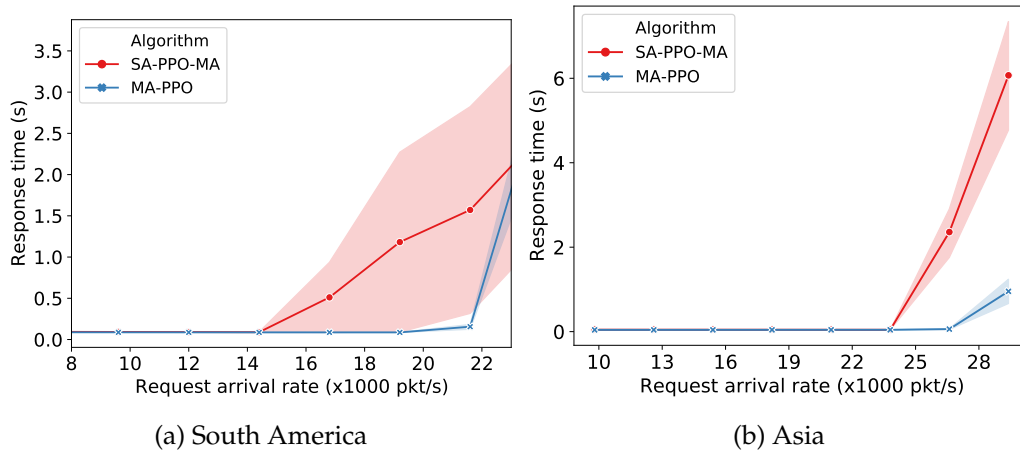 Algorithm
SA-PPO-MA
MA-PPO
Response time (s)
3.5
3.0
2.5
2.0
1.5
1.0
0.5
0.0
8 10 12 14 16 18 20 22
Request arrival rate (x1000 pkt/s)
(a) South America
Algorithm
SA-PPO-MA
MA-PPO
Response time (s)
6
4
2
0
10 13 16 19 22 25 28
Request arrival rate (x1000 pkt/s)
(b) Asia